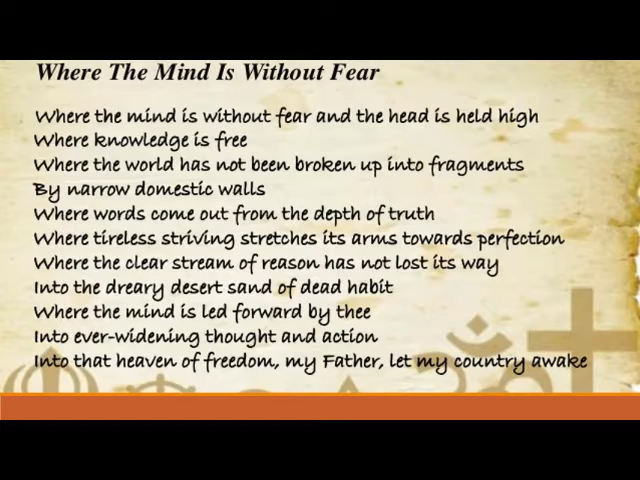 Where The Mind Is Without Fear
Where the mind is without fear and the head is held high
Where knowledge is free
Where the world has not been broken up into fragments
By narrow domestic walls
Where words come out from the depth of truth
Where tireless striving stretches its arms towards perfection
Where the clear stream of reason has not lost its way
Into the dreary desert sand of dead habit
Where the mind is led forward by thee
Into ever-widening thought and action
Into that heaven of freedom, my Father, let my country awake